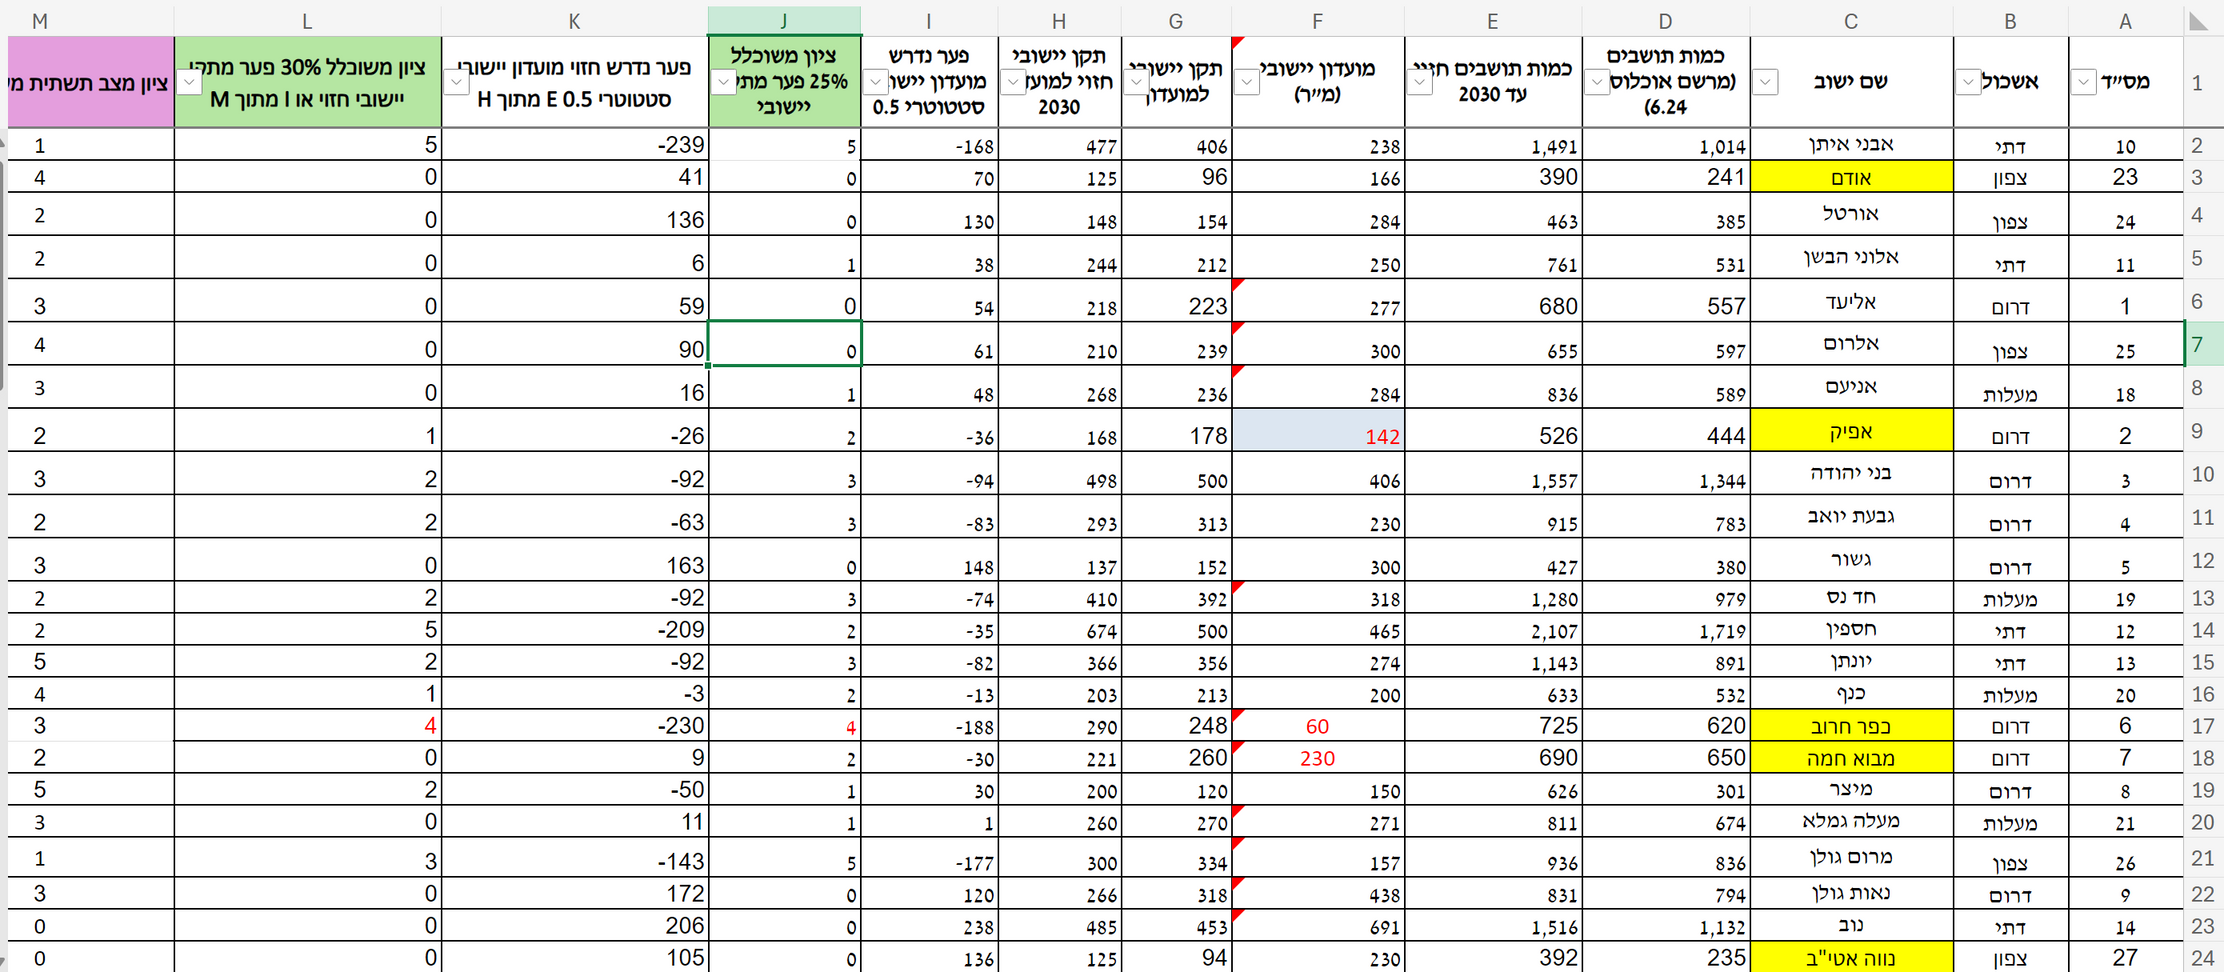 A B C D E F G H I J K L M
1 מס״ד אשכול שם ישוב כמות תושבים (מרשם אוכלוס 6.24) כמות תושבים חזוי עד 2030 מועדון יישובי (מ״ר) תקן יישובי למועדון תקן יישובי חזוי למועד 2030 פער נדרש מועדון יישו סטטוטרי 0.5 ציון משוכלל 25% פער מתק יישובי פער נדרש חזוי מועדון יישובי סטטוטרי E 0.5 מתוך H ציון משוכלל 30% פער מתקן יישובי חזוי או I מתוך M ציון מצב תשתית
2 10 דתי אבני איתן 1,014 1,491 238 406 477 -168 5 -239 5 1
3 23 צפון אודם 241 390 166 96 125 70 0 41 0 4
4 24 צפון אורטל 385 463 284 154 148 130 0 136 0 2
5 11 דתי אלוני הבשן 531 761 250 212 244 38 1 6 0 2
6 1 דרום אליעד 557 680 277 223 218 54 0 59 0 3
7 25 צפון אלרום 597 655 300 239 210 61 0 90 0 4
8 18 מעלות אניעם 589 836 284 236 268 48 1 16 0 3
9 2 דרום אפיק 444 526 142 178 168 -36 2 -26 1 2
10 3 דרום בני יהודה 1,344 1,557 406 500 498 -94 3 -92 2 3
11 4 דרום גבעת יואב 783 915 230 313 293 -83 3 -63 2 2
12 5 דרום גשור 380 427 300 152 137 148 0 163 0 3
13 19 מעלות חד נס 979 1,280 318 392 410 -74 3 -92 2 2
14 12 דתי חספין 1,719 2,107 465 500 674 -35 2 -209 5 2
15 13 דתי יונתן 891 1,143 274 356 366 -82 3 -92 2 5
16 20 מעלות כנף 532 633 200 213 203 -13 2 -3 1 4
17 6 דרום כפר חרוב 620 725 60 248 290 -188 4 -230 4 3
18 7 דרום מבוא חמה 650 690 230 260 221 -30 2 9 0 2
19 8 דרום מיצר 301 626 150 120 200 30 1 -50 2 5
20 21 מעלות מעלה גמלא 674 811 271 270 260 1 1 11 0 3
21 26 צפון מרום גולן 836 936 157 334 300 -177 5 -143 3 1
22 9 דרום נאות גולן 794 831 438 318 266 120 0 172 0 3
23 14 דתי נוב 1,132 1,516 691 453 485 238 0 206 0 0
24 27 צפון נווה אטי"ב 235 392 230 94 125 136 0 105 0 0